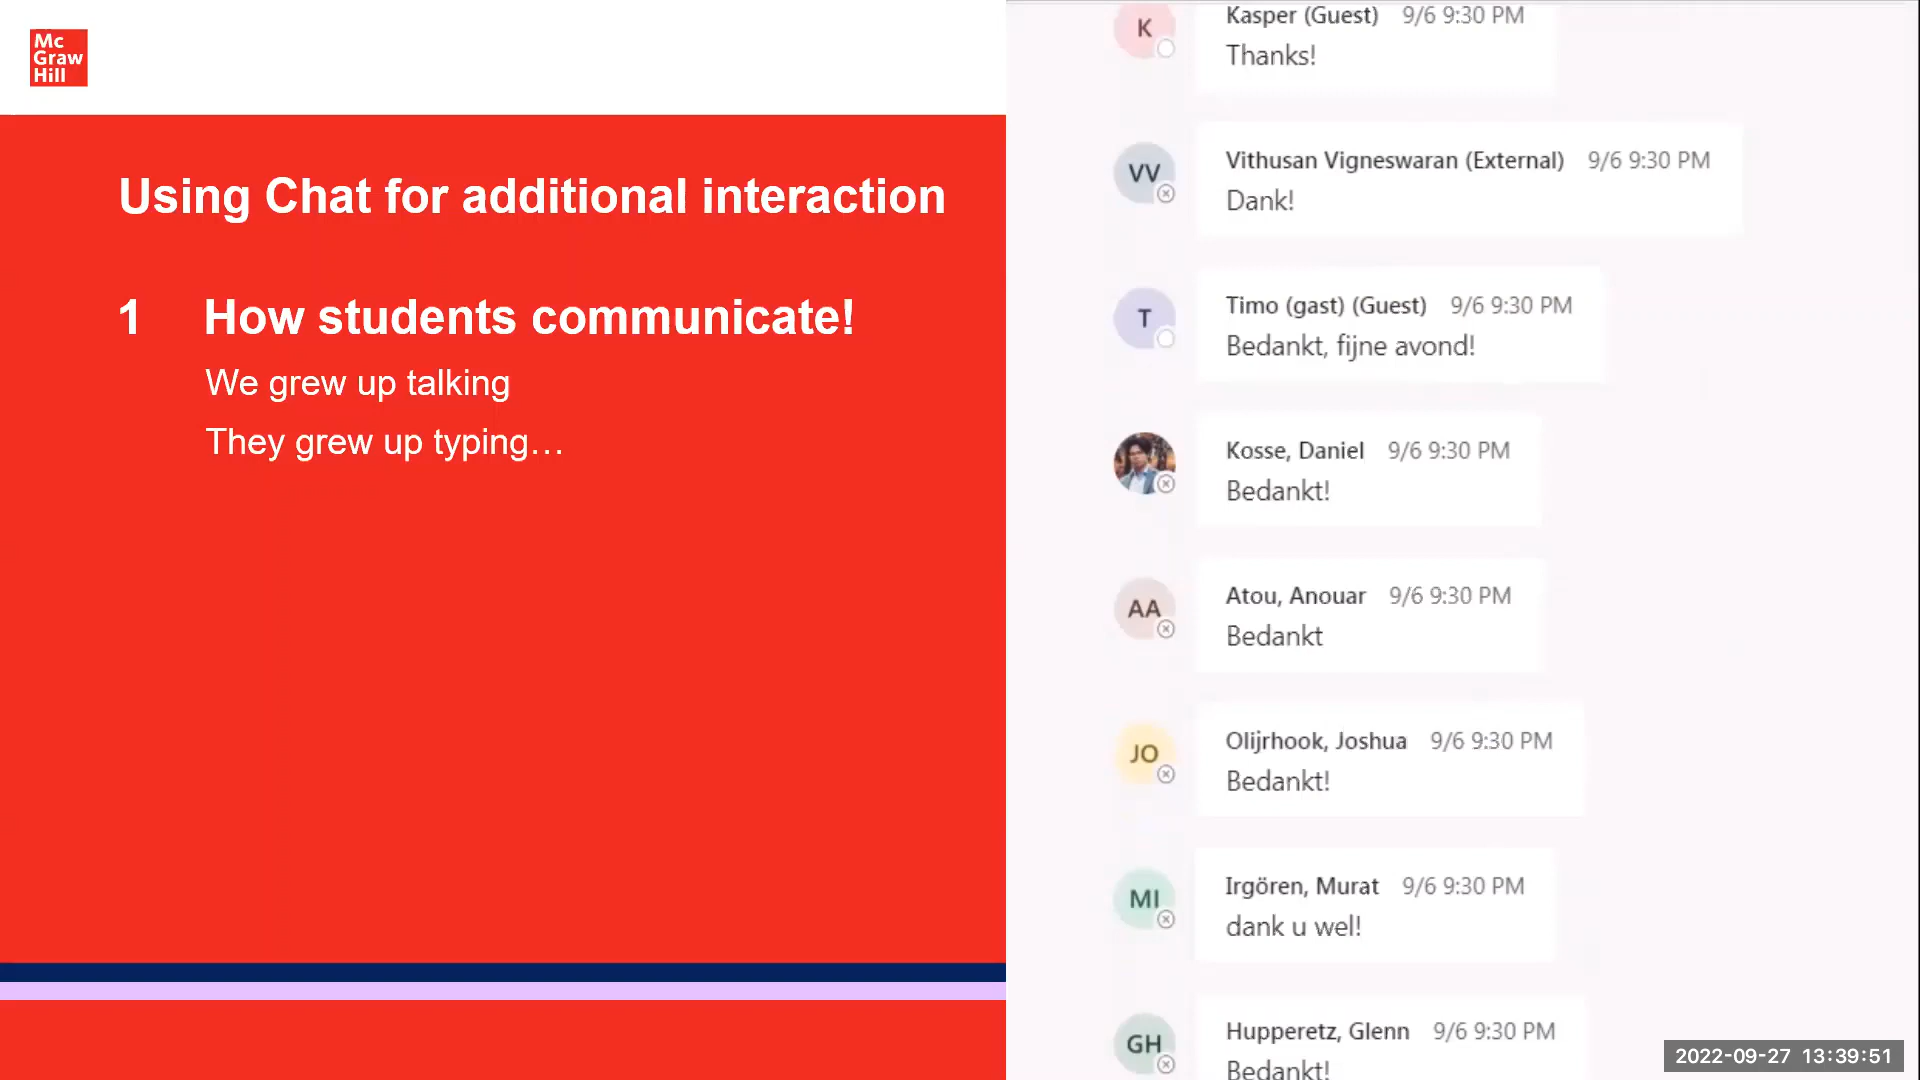 Mc
Graw
Hill
Using Chat for additional interaction
1 How students communicate!
We grew up talking
They grew up typing…
K
Kasper (Guest) 9/6 9:30 PM
Thanks!
VV
Vithusan Vigneswaran (External) 9/6 9:30 PM
Dank!
T
Timo (gast) (Guest) 9/6 9:30 PM
Bedankt, fijne avond!
Kosse, Daniel 9/6 9:30 PM
Bedankt!
AA
Atou, Anouar 9/6 9:30 PM
Bedankt
JO
Olijrhook, Joshua 9/6 9:30 PM
Bedankt!
MI
Irgören, Murat 9/6 9:30 PM
dank u wel!
GH
Hupperetz, Glenn 9/6 9:30 PM
Bedankt!
2022-09-27 13:39:51